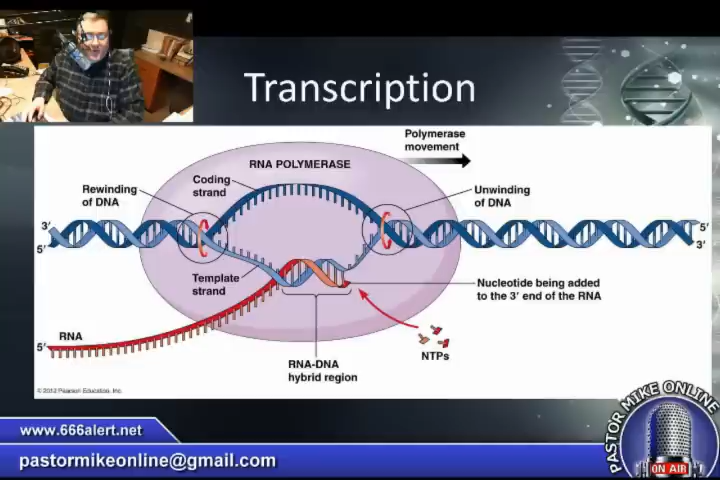 Transcription
Polymerase
movement
RNA POLYMERASE
Coding
strand
Rewinding
of DNA
Unwinding
of DNA
3′
5′
5′
3′
Template
strand
Nucleotide being added
to the 3′ end of the RNA
RNA
5′
NTPs
RNA-DNA
hybrid region
© 2012 Pearson Education, Inc.
www.666alert.net
pastormikeonline@gmail.com
PASTOR MIKE ONLINE
ON AIR